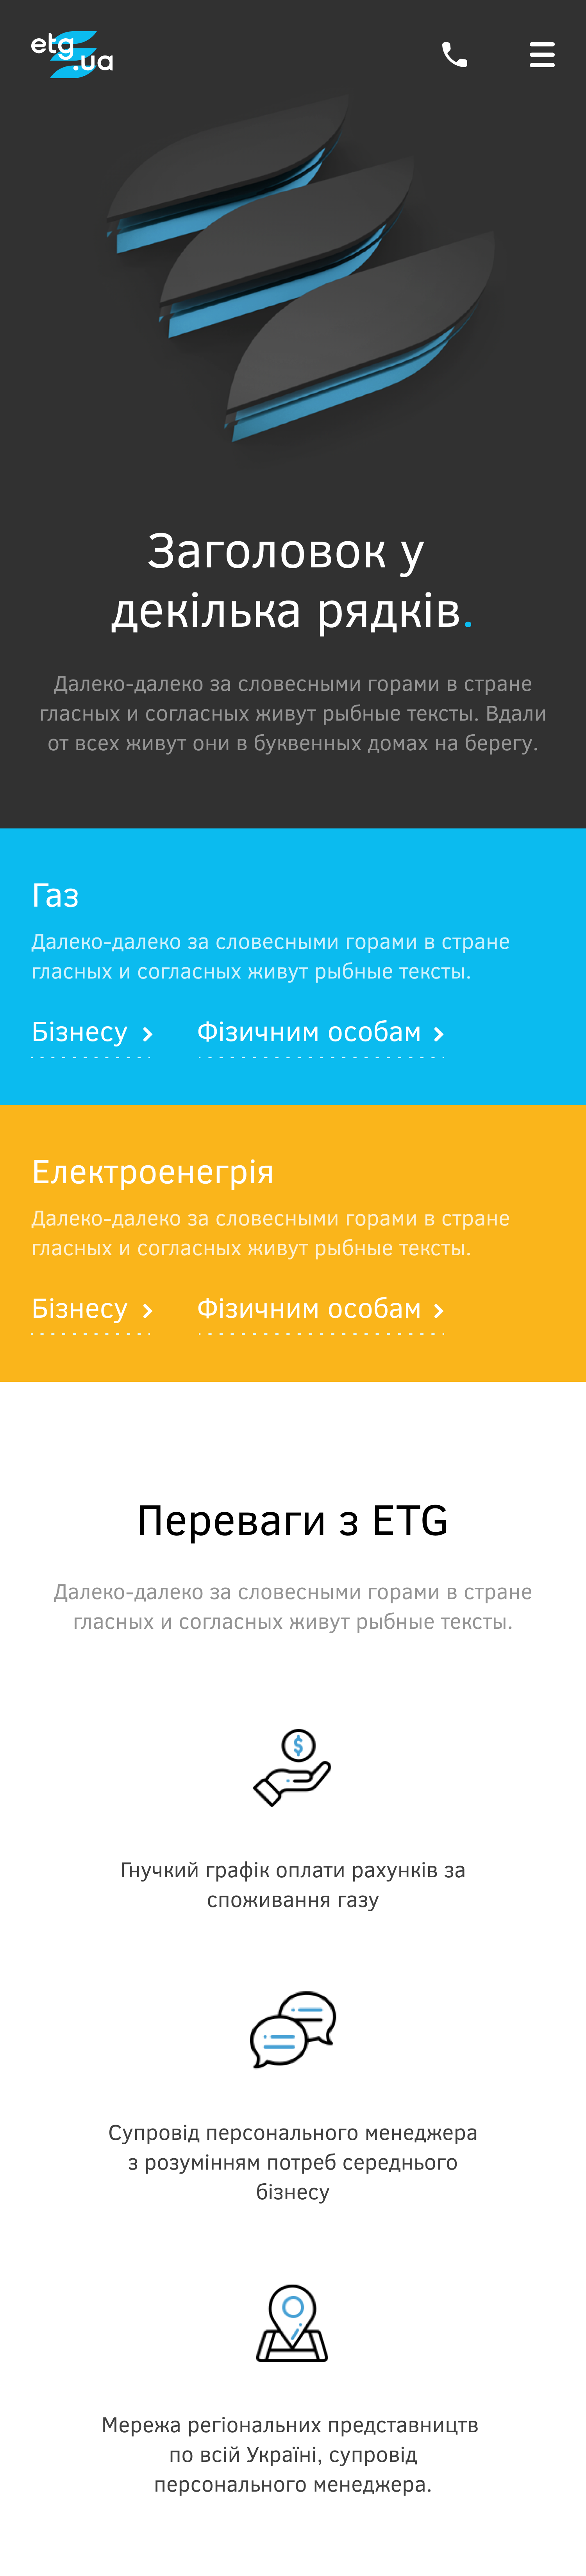 etg
.ua
Заголовок у
декілька рядків.
Далеко-далеко за словесными горами в стране
гласных и согласных живут рыбные тексты. Вдали
от всех живут они в буквенных домах на берегу.
Газ
Далеко-далеко за словесными горами в стране
гласных и согласных живут рыбные тексты.
Бізнесу Фізичним особам
Електроенегрія
Далеко-далеко за словесными горами в стране
гласных и согласных живут рыбные тексты.
Бізнесу Фізичним особам
Переваги з ETG
Далеко-далеко за словесными горами в стране
гласных и согласных живут рыбные тексты.
$
Гнучкий графік оплати рахунків за
споживання газу
Супровід персонального менеджера
з розумінням потреб середнього
бізнесу
Мережа регіональних представництв
по всій Україні, супровід
персонального менеджера.